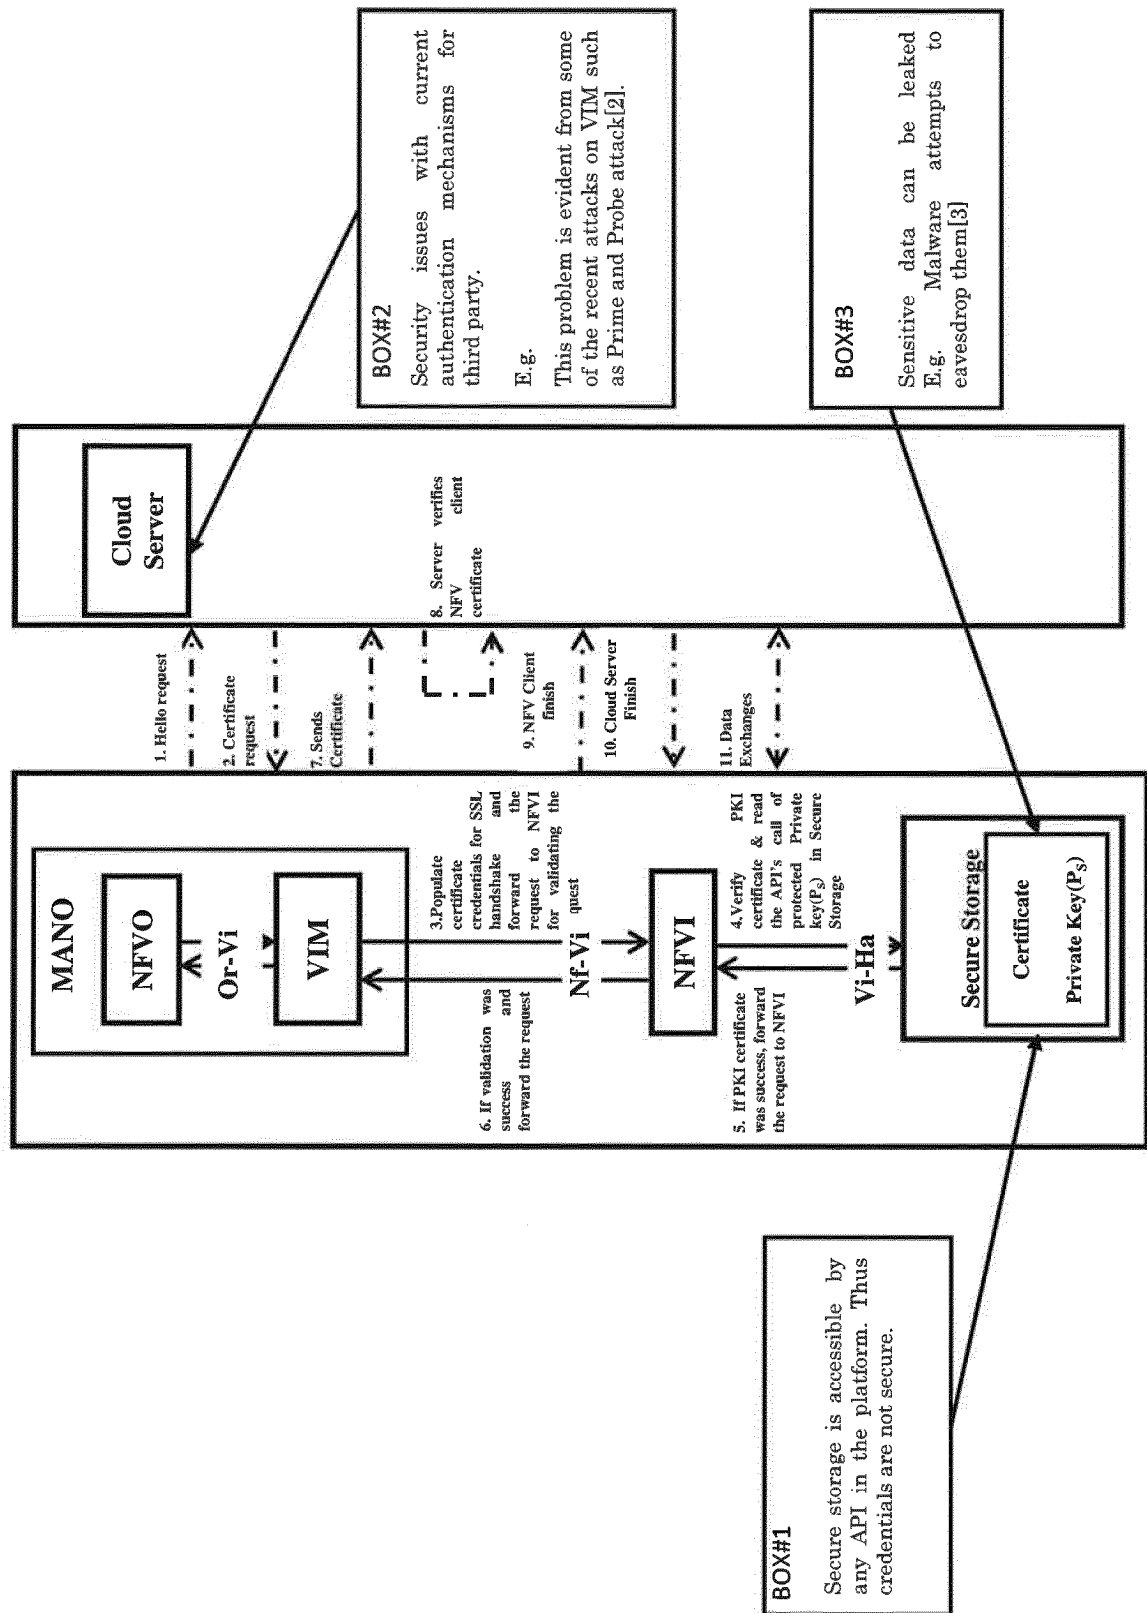 MANO
NFVO
Or-Vi
VIM
3.Populate
certificate
credentials for SSL
handshake and
forward the
request to NFVI
for validating the
quest
6. If validation was
success and
forward the request
Nf-Vi
NFVI
4.Verify PKI
certificate & read
the API's call of
protected Private
key(Ps) in Secure
Storage
5. If PKI certificate
was success, forward
the request to NFVI
Vi-Ha
Secure Storage
Certificate
Private Key(Ps)
1. Hello request
2. Certificate
request
7. Sends
Certificate
9. NFV Client
finish
10. Cloud Server
Finish
11. Data
Exchanges
Cloud
Server
8. Server verifies
NFV client
certificate
BOX#1
Secure storage is accessible by
any API in the platform. Thus
credentials are not secure.
BOX#2
Security issues with current
authentication mechanisms for
third party.
E.g.
This problem is evident from some
of the recent attacks on VIM such
as Prime and Probe attack[2].
BOX#3
Sensitive data can be leaked
E.g. Malware attempts to
eavesdrop them[3]